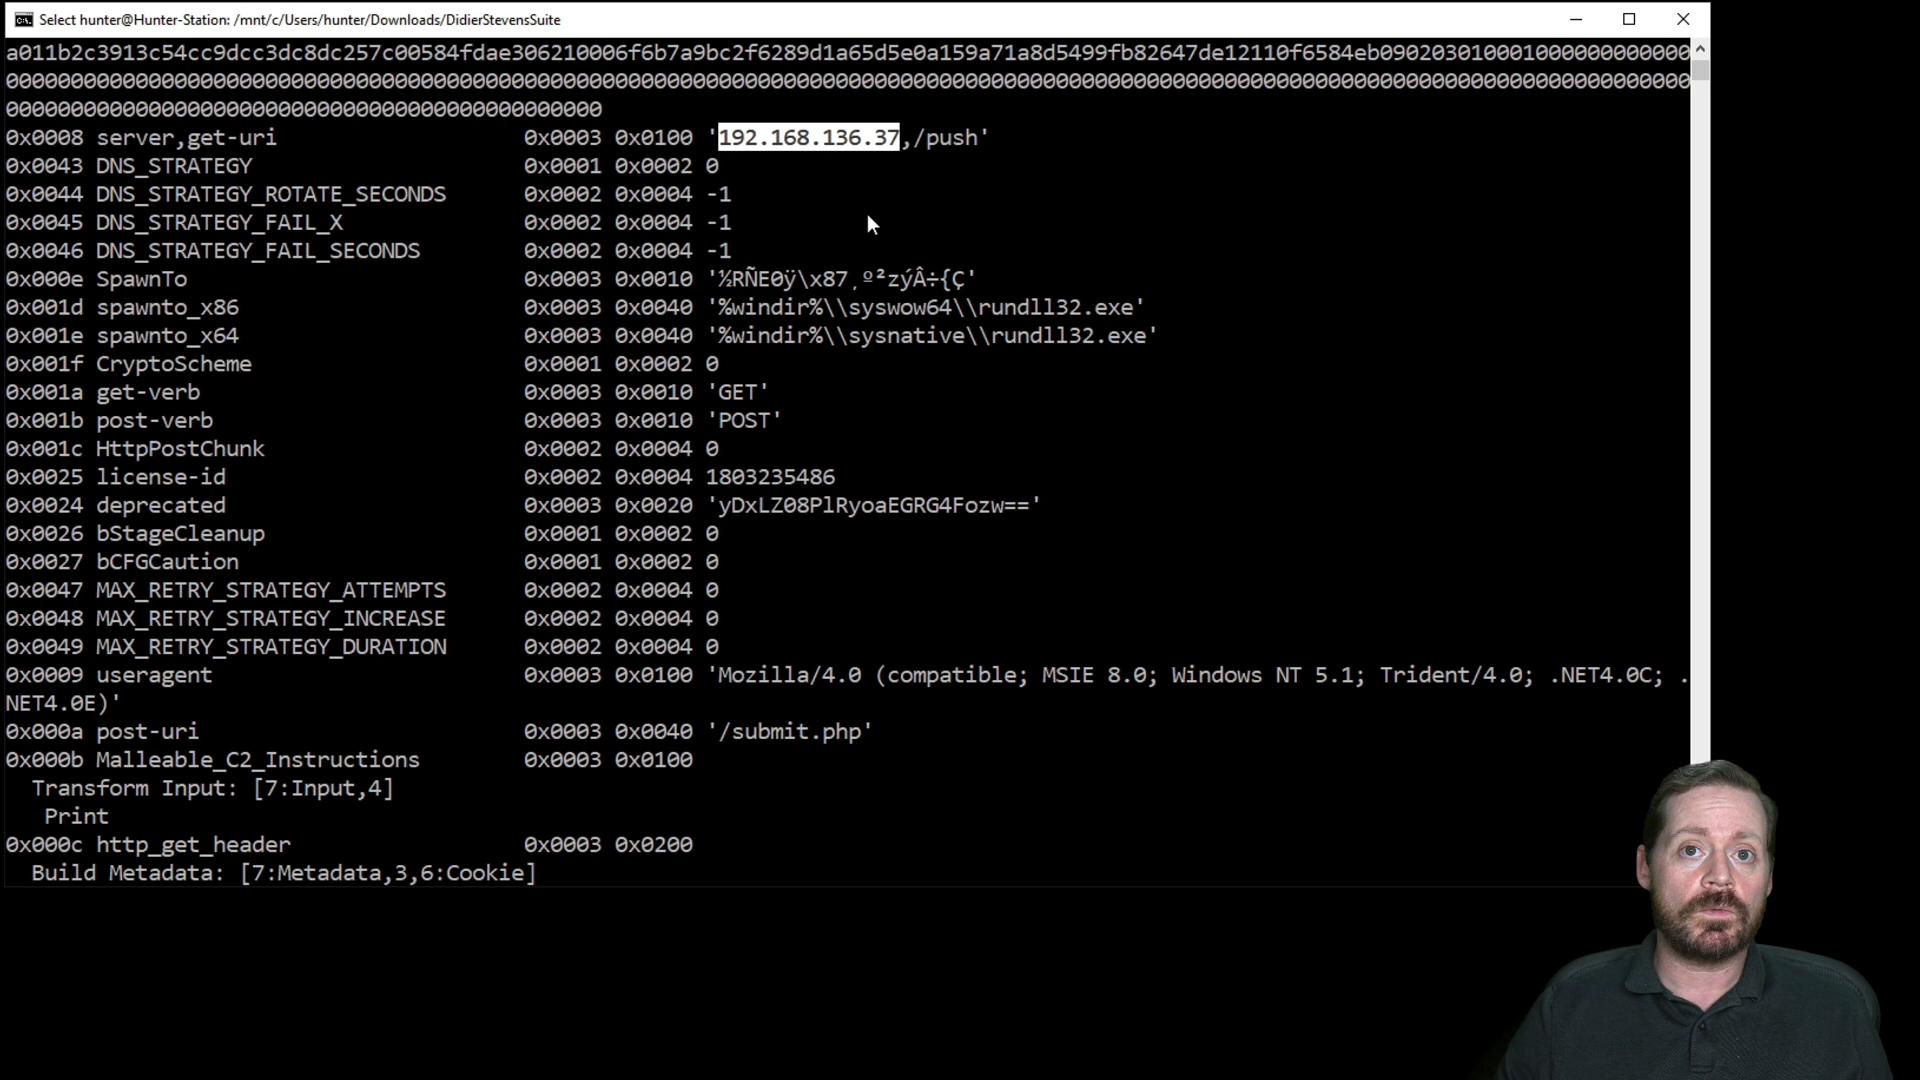 Select hunter@Hunter-Station: /mnt/c/Users/hunter/Downloads/DidierStevensSuite
a011b2c3913c54cc9dcc3dc8dc257c00584fdae306210006f6b7a9bc2f6289d1a65d5e0a159a71a8d5499fb82647de12110f6584eb09020301000100000000000
000000000000000000000000000000000000000000000000000000000000000000000000000000000000000000000000000000000000000000000000000000000000
0000000000000000000000000000000000000000000000
0x0008 server,get-uri 0x0003 0x0100 '192.168.136.37,/push'
0x0043 DNS_STRATEGY 0x0001 0x0002 0
0x0044 DNS_STRATEGY_ROTATE_SECONDS 0x0002 0x0004 -1
0x0045 DNS_STRATEGY_FAIL_X 0x0002 0x0004 -1
0x0046 DNS_STRATEGY_FAIL_SECONDS 0x0002 0x0004 -1
0x000e SpawnTo 0x0003 0x0010 '½RÑE0ÿ\x87¸º²zýÂ÷{Ç'
0x001d spawnto_x86 0x0003 0x0040 '%windir%\\syswow64\\rundll32.exe'
0x001e spawnto_x64 0x0003 0x0040 '%windir%\\sysnative\\rundll32.exe'
0x001f CryptoScheme 0x0001 0x0002 0
0x001a get-verb 0x0003 0x0010 'GET'
0x001b post-verb 0x0003 0x0010 'POST'
0x001c HttpPostChunk 0x0002 0x0004 0
0x0025 license-id 0x0002 0x0004 1803235486
0x0024 deprecated 0x0003 0x0020 'yDxLZ08PlRyoaEGRG4Fozw=='
0x0026 bStageCleanup 0x0001 0x0002 0
0x0027 bCFGCaution 0x0001 0x0002 0
0x0047 MAX_RETRY_STRATEGY_ATTEMPTS 0x0002 0x0004 0
0x0048 MAX_RETRY_STRATEGY_INCREASE 0x0002 0x0004 0
0x0049 MAX_RETRY_STRATEGY_DURATION 0x0002 0x0004 0
0x0009 useragent 0x0003 0x0100 'Mozilla/4.0 (compatible; MSIE 8.0; Windows NT 5.1; Trident/4.0; .NET4.0C; .
NET4.0E)'
0x000a post-uri 0x0003 0x0040 '/submit.php'
0x000b Malleable_C2_Instructions 0x0003 0x0100
Transform Input: [7:Input,4]
Print
0x000c http_get_header 0x0003 0x0200
Build Metadata: [7:Metadata,3,6:Cookie]